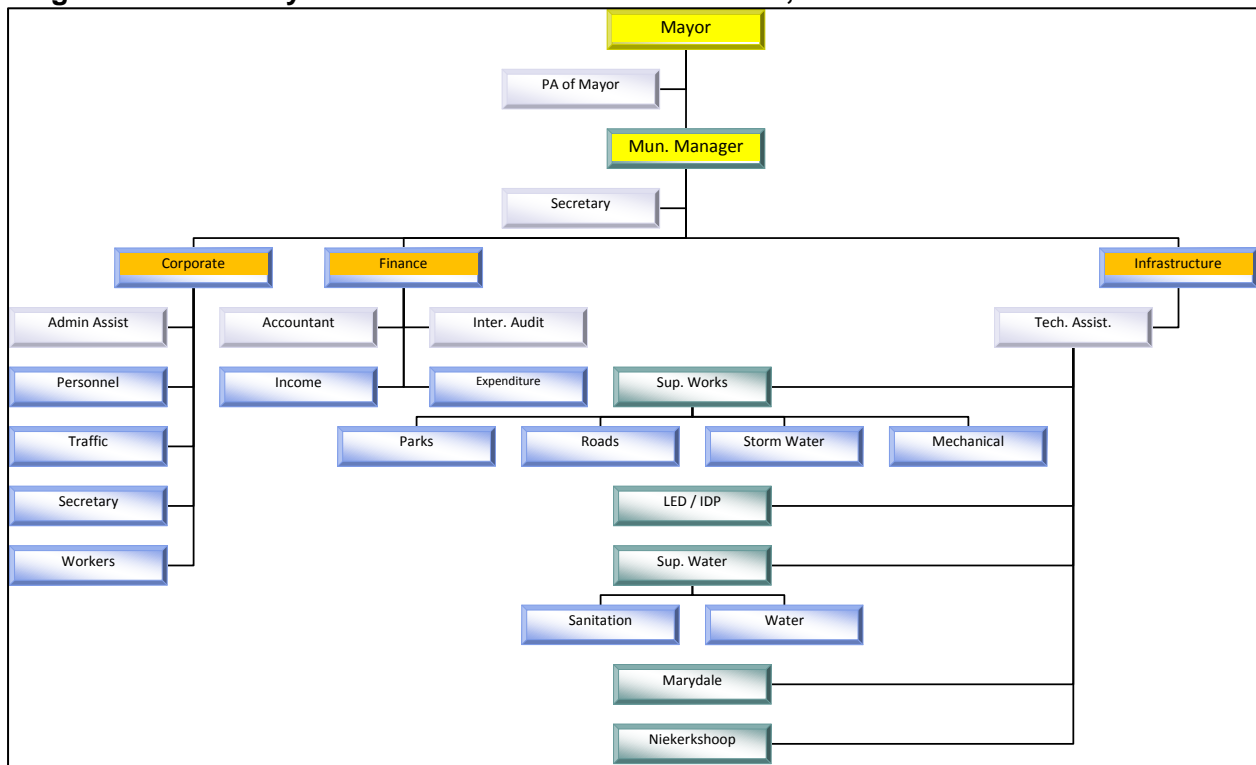 Mayor
PA of Mayor
Mun. Manager
Secretary
Corporate
Finance
Infrastructure
Admin Assist
Accountant
Inter. Audit
Tech. Assist.
Personnel
Income
Expenditure
Sup. Works
Traffic
Parks
Roads
Storm Water
Mechanical
Secretary
LED / IDP
Workers
Sup. Water
Sanitation
Water
Marydale
Niekerkshoop